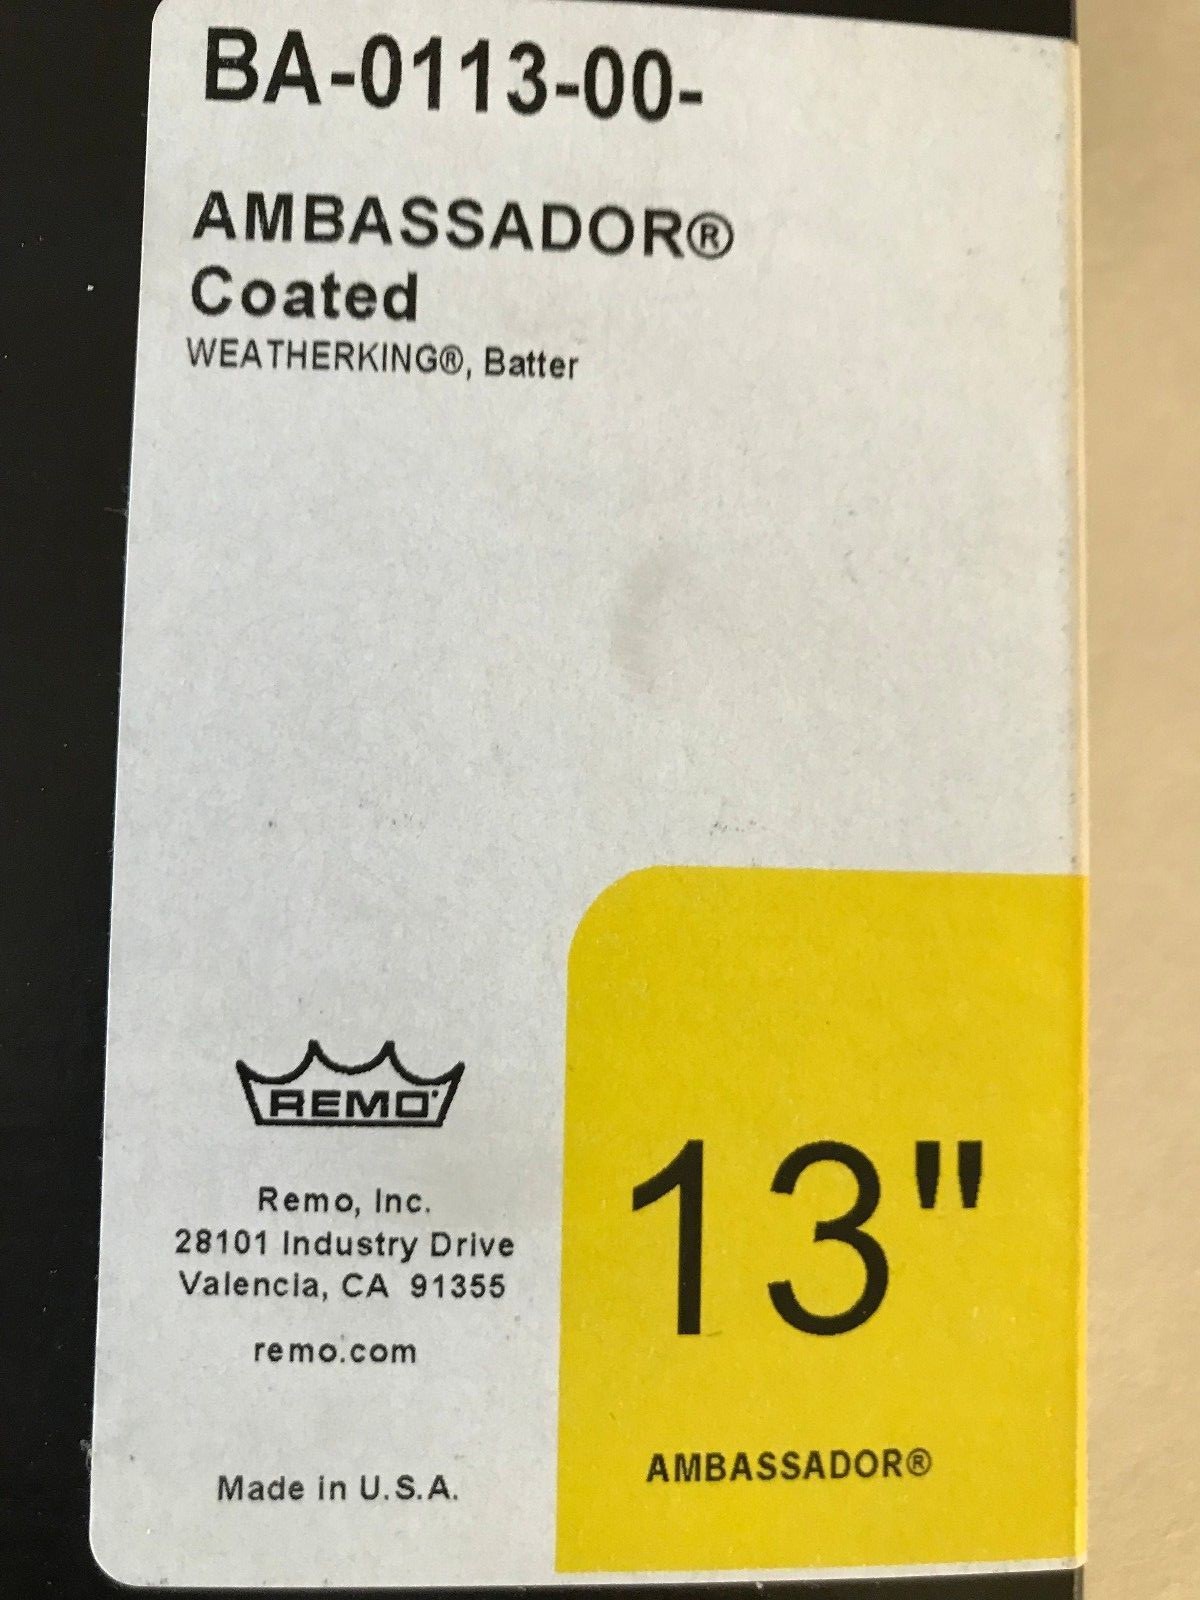 BA-0113-00-
AMBASSADOR®
Coated
WEATHERKING®, Batter
REMO
Remo, Inc.
28101 Industry Drive
Valencia, CA 91355
remo.com
Made in U.S.A.
13"
AMBASSADOR®